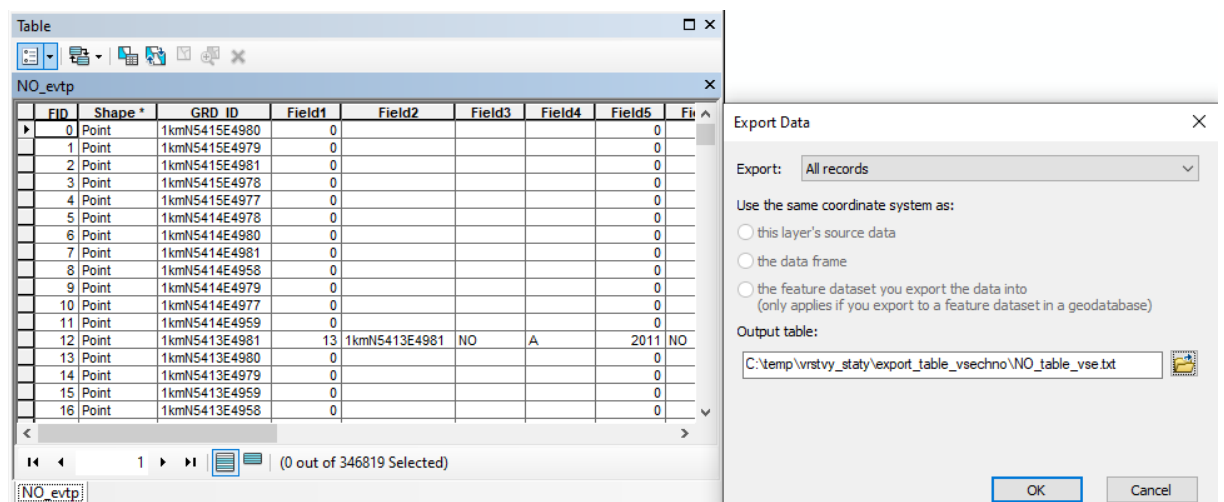 Table
NO_evtp
FID Shape * GRD_ID Field1 Field2 Field3 Field4 Field5
0 Point 1kmN5415E4980 0 0
1 Point 1kmN5415E4979 0 0
2 Point 1kmN5415E4981 0 0
3 Point 1kmN5415E4978 0 0
4 Point 1kmN5415E4977 0 0
5 Point 1kmN5414E4978 0 0
6 Point 1kmN5414E4980 0 0
7 Point 1kmN5414E4981 0 0
8 Point 1kmN5414E4958 0 0
9 Point 1kmN5414E4979 0 0
10 Point 1kmN5414E4977 0 0
11 Point 1kmN5414E4959 0 0
12 Point 1kmN5413E4981 13 1kmN5413E4981 NO A 2011 NO
13 Point 1kmN5413E4980 0 0
14 Point 1kmN5413E4979 0 0
15 Point 1kmN5413E4959 0 0
16 Point 1kmN5413E4958 0 0
1 (0 out of 346819 Selected)
NO_evtp
Export Data
Export: All records
Use the same coordinate system as:
this layer's source data
the data frame
the feature dataset you export the data into
(only applies if you export to a feature dataset in a geodatabase)
Output table:
C:\temp\vrstvy_staty\export_table_vsechno\NO_table_vse.txt
OK Cancel